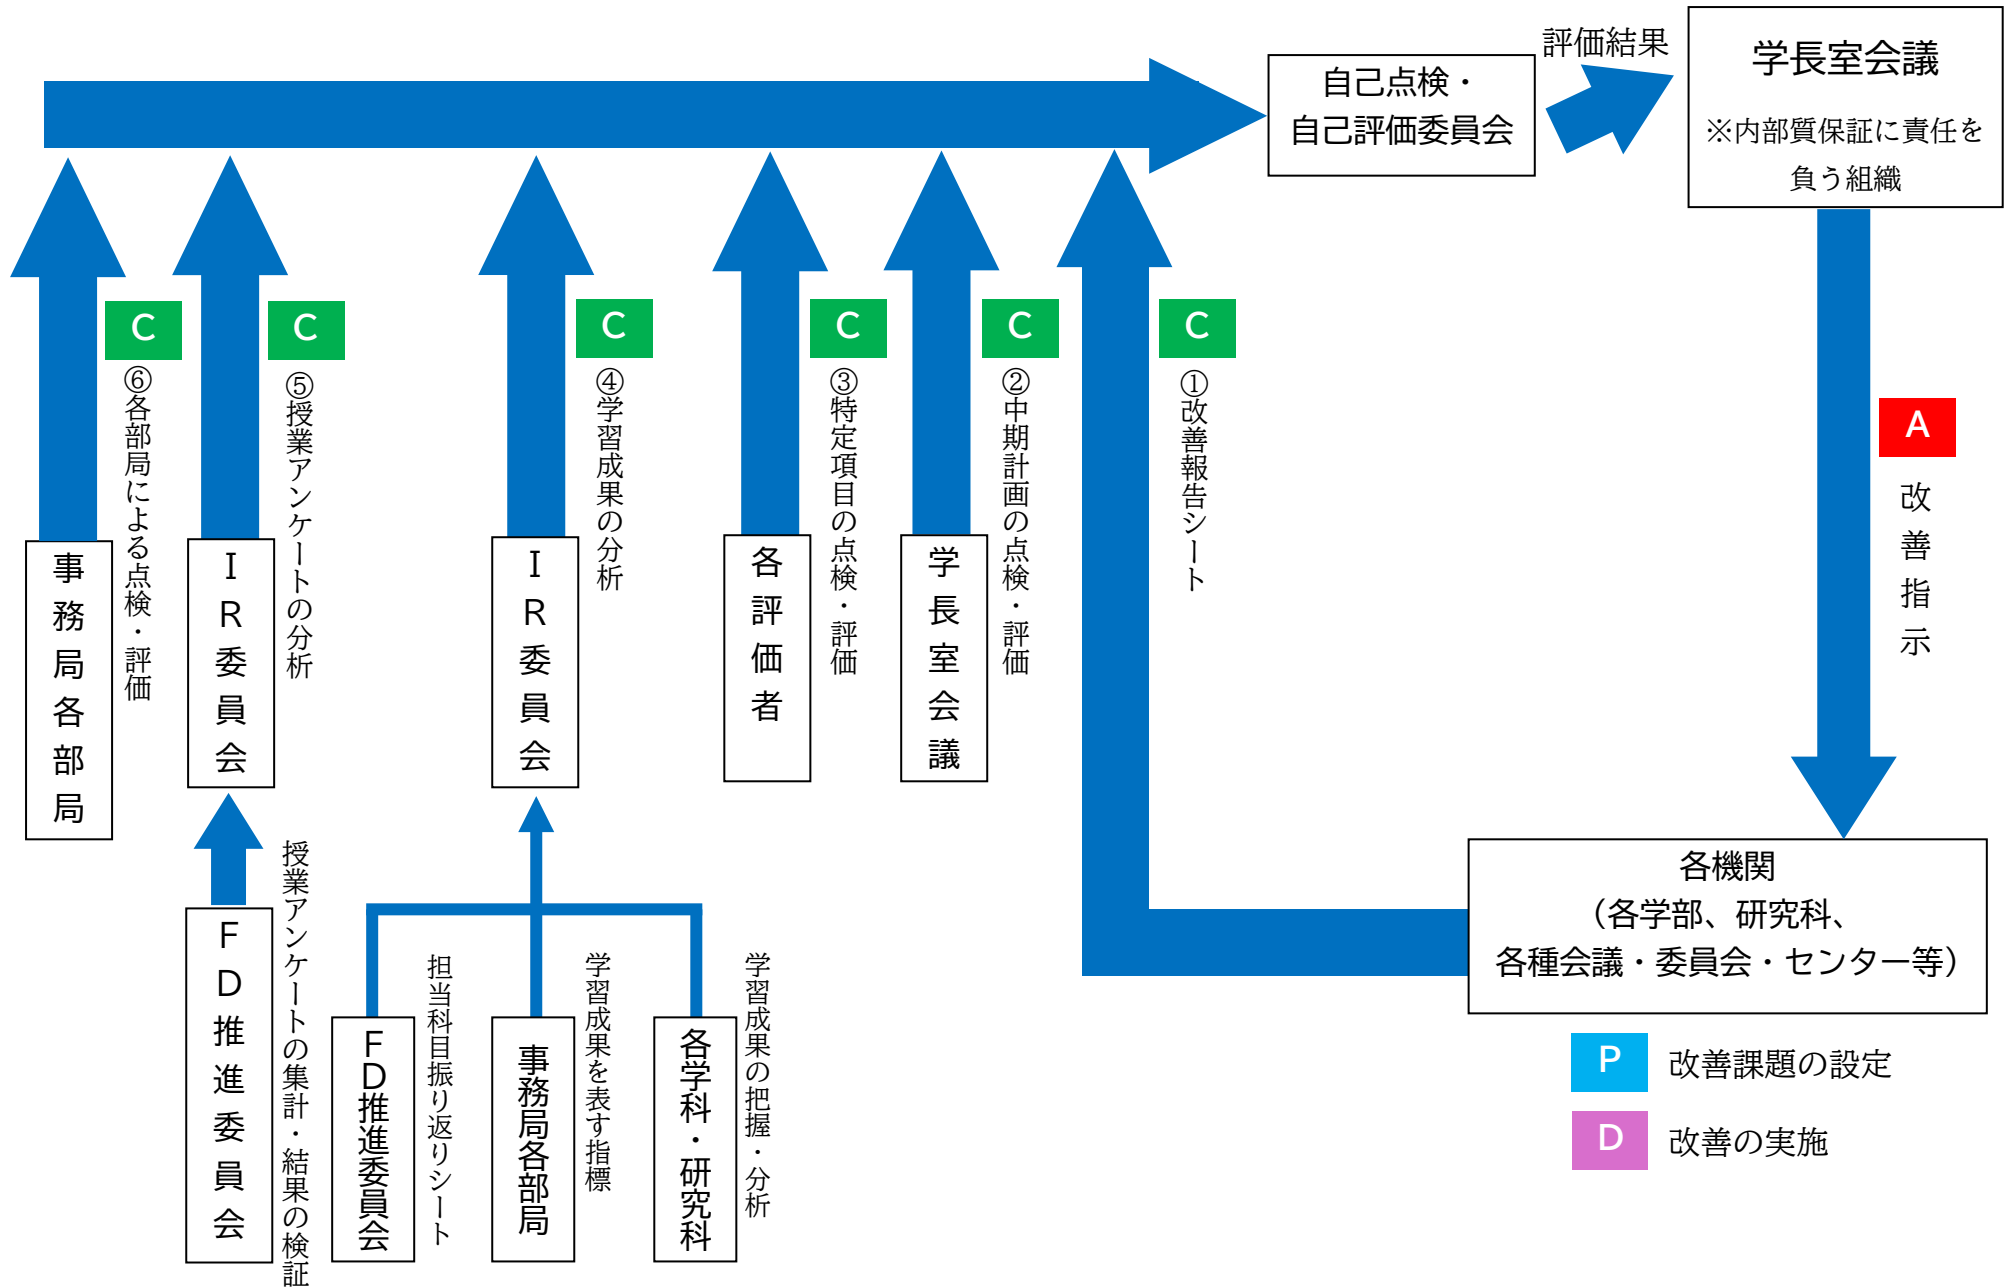 評価結果
学長室会議
※内部質保証に責任を
負う組織
自己点検・
自己評価委員会
C
⑥各部局による点検・評価
C
⑤授業アンケートの分析
C
④学習成果の分析
C
③特定項目の点検・評価
C
②中期計画の点検・評価
C
①改善報告シート
A
改善指示
事務局各部局
ＩＲ委員会
ＩＲ委員会
各評価者
学長室会議
各機関
（各学部、研究科、
各種会議・委員会・センター等）
P
改善課題の設定
D
改善の実施
ＦＤ推進委員会
授業アンケートの集計・結果の検証
ＦＤ推進委員会
担当科目振り返りシート
事務局各部局
学習成果を表す指標
各学科・研究科
学習成果の把握・分析